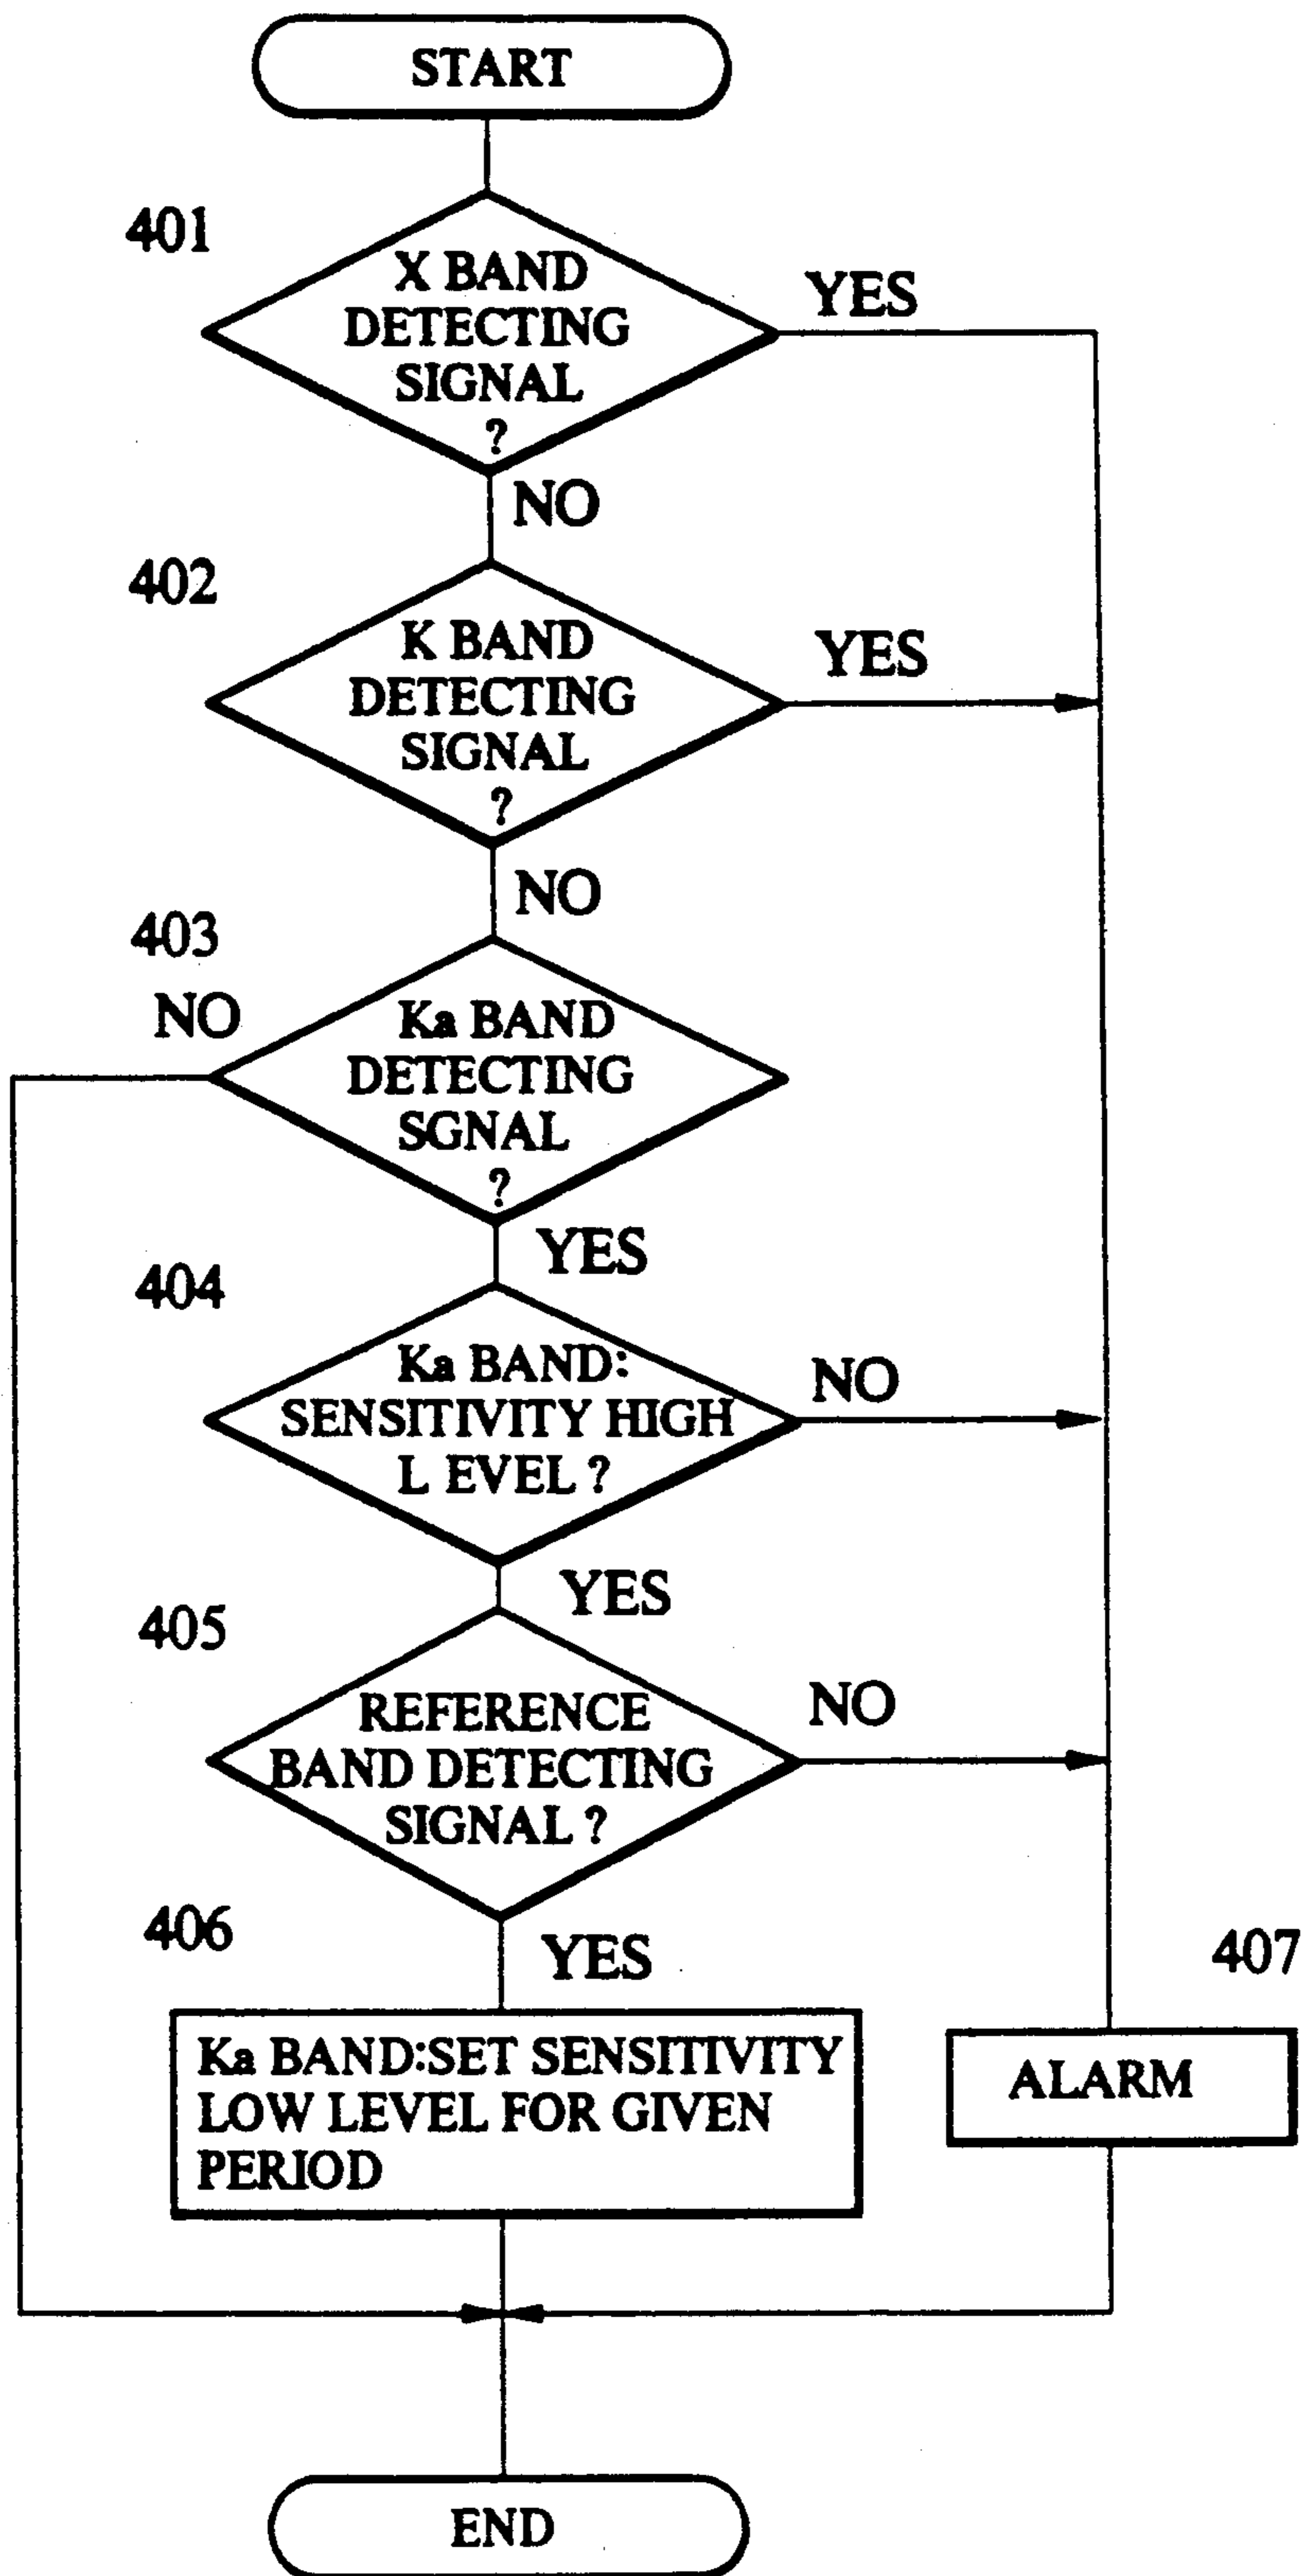 START
401
X BAND
DETECTING
SIGNAL
?
YES
NO
402
K BAND
DETECTING
SIGNAL
?
YES
NO
403
NO
Ka BAND
DETECTING
SGNAL
?
YES
404
Ka BAND:
SENSITIVITY HIGH
L EVEL ?
NO
YES
405
REFERENCE
BAND DETECTING
SIGNAL ?
NO
YES
406
Ka BAND:SET SENSITIVITY
LOW LEVEL FOR GIVEN
PERIOD
407
ALARM
END